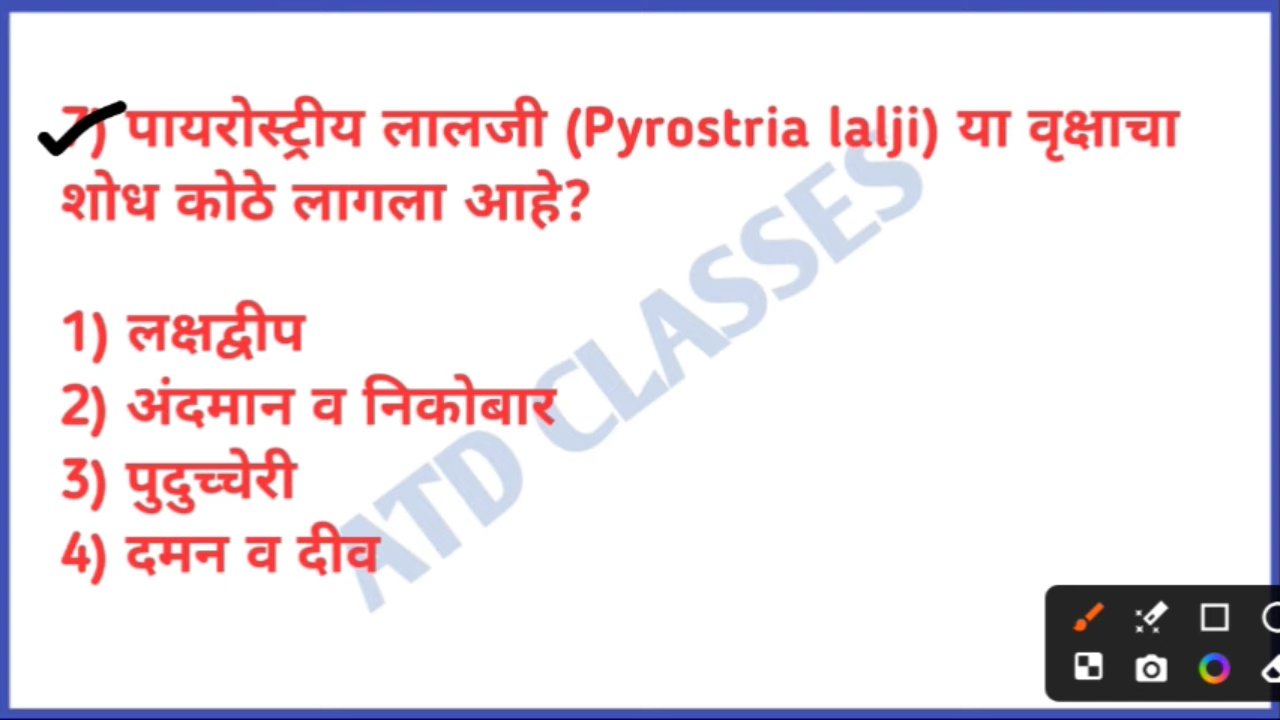 7) पायरोस्ट्रीय लालजी (Pyrostria lalji) या वृक्षाचा
शोध कोठे लागला आहे?
1) लक्षद्वीप
2) अंदमान व निकोबार
3) पुदुच्चेरी
4) दमन व दीव
ATD CLASSES